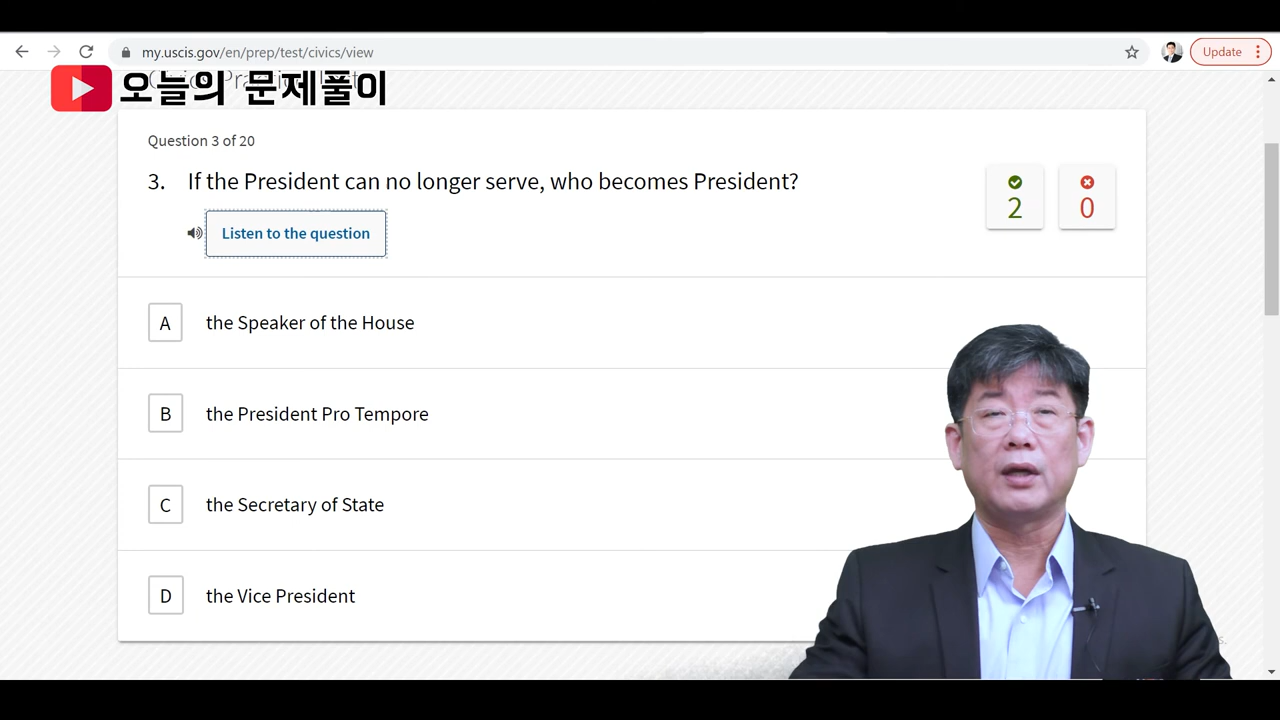 my.uscis.gov/en/prep/test/civics/view
Update
오늘의 문제풀이
Question 3 of 20
3. If the President can no longer serve, who becomes President?
2
0
Listen to the question
A the Speaker of the House
B the President Pro Tempore
C the Secretary of State
D the Vice President